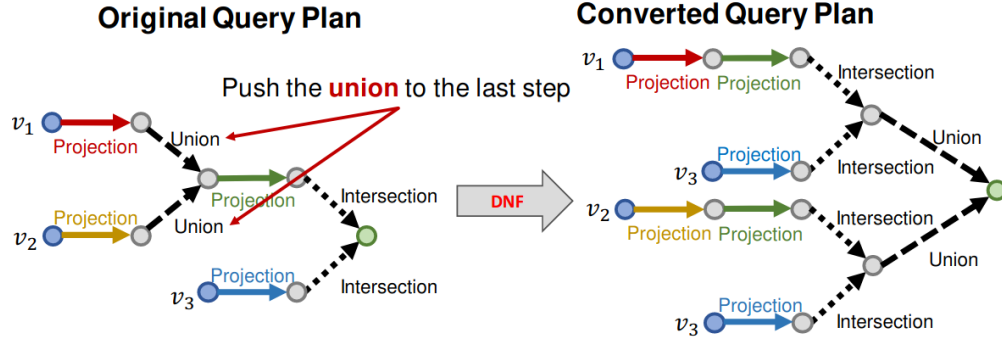 Original Query Plan
Push the union to the last step
v1
Projection
Union
Projection
v2
Projection
Union
Intersection
v3
Projection
Intersection
DNF
Converted Query Plan
v1
Projection
Projection
Intersection
v3
Projection
Intersection
Union
v2
Projection
Projection
Intersection
Union
v3
Projection
Intersection